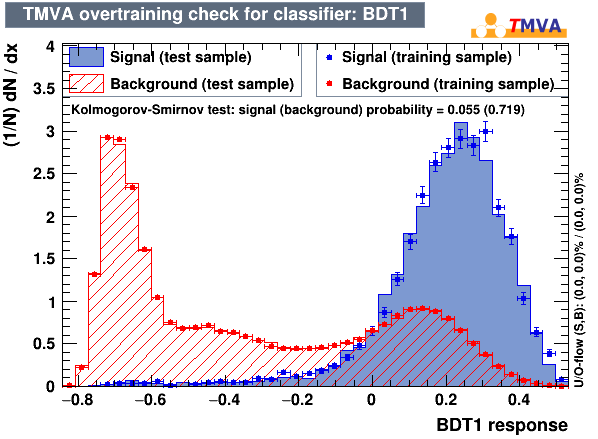 TMVA overtraining check for classifier: BDT1
TMVA
(1/N) dN / dx
4
3.5
3
2.5
2
1.5
1
0.5
0
Signal (test sample)
Background (test sample)
Signal (training sample)
Background (training sample)
Kolmogorov-Smirnov test: signal (background) probability = 0.055 (0.719)
U/O-flow (S,B): (0.0, 0.0)% / (0.0, 0.0)%
−0.8 −0.6 −0.4 −0.2 0 0.2 0.4
BDT1 response